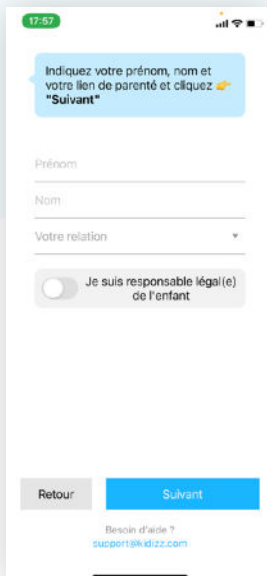 17:57
Indiquez votre prénom, nom et
votre lien de parenté et cliquez 👉
"Suivant"
Prénom
Nom
Votre relation
Je suis responsable légal(e)
de l'enfant
Retour
Suivant
Besoin d'aide ?
support@kidizz.com